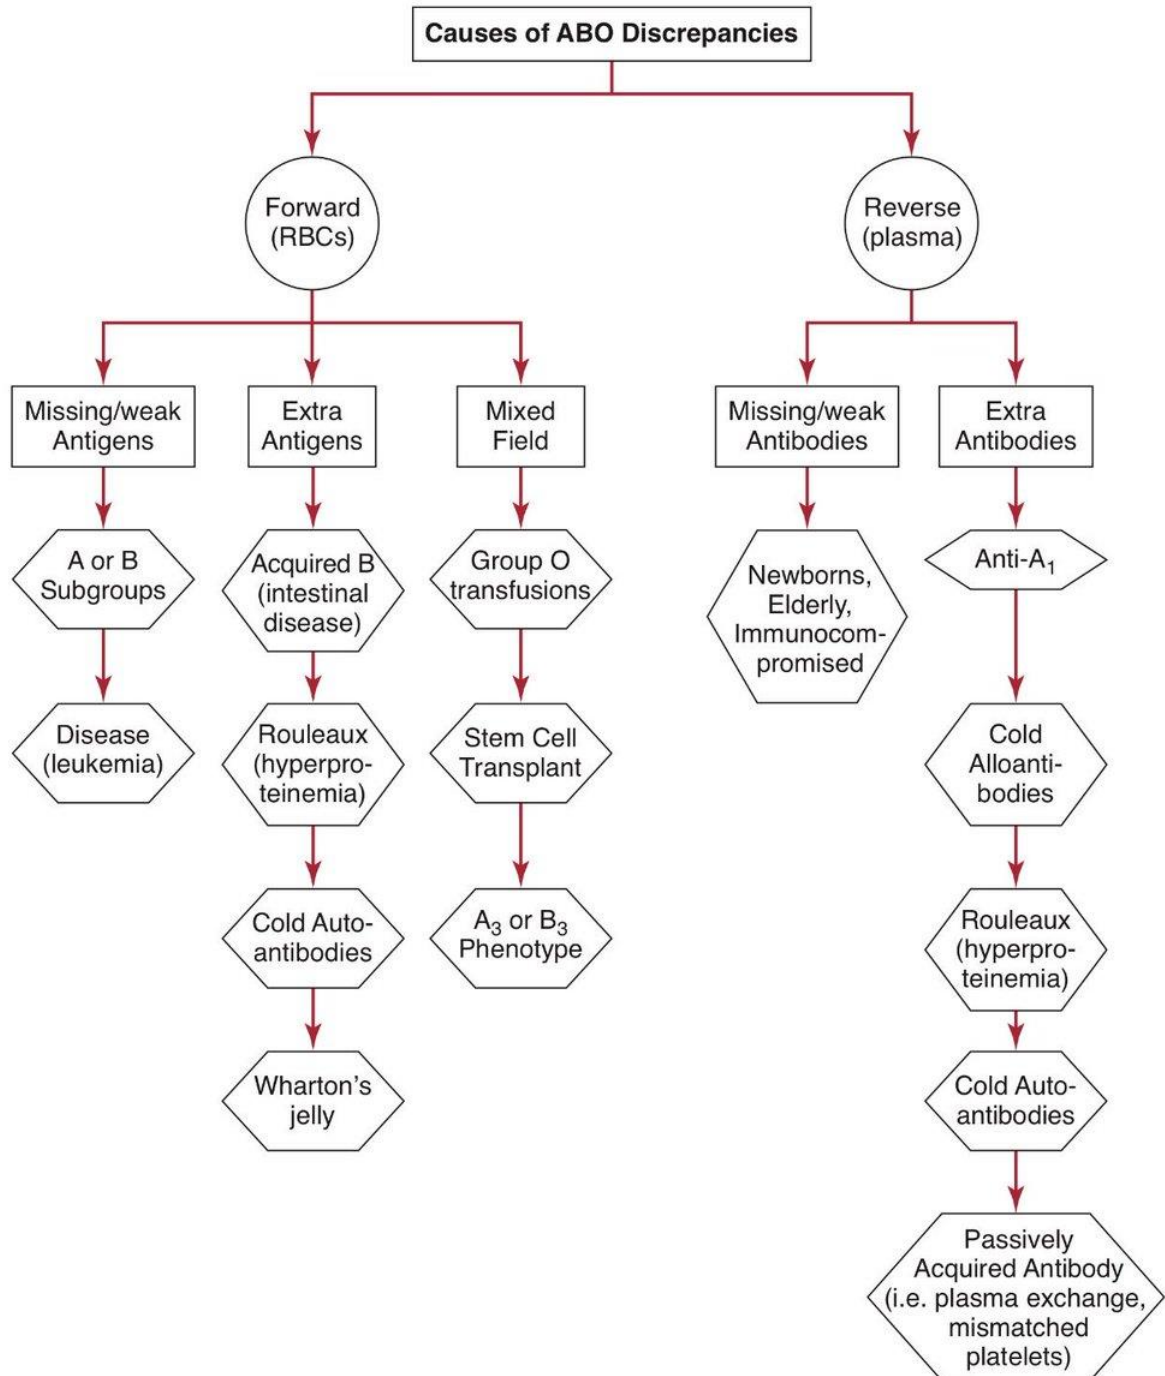 Causes of ABO Discrepancies
Forward
(RBCs)
Reverse
(plasma)
Missing/weak
Antigens
Extra
Antigens
Mixed
Field
Missing/weak
Antibodies
Extra
Antibodies
A or B
Subgroups
Acquired B
(intestinal
disease)
Group O
transfusions
Newborns,
Elderly,
Immunocom-
promised
Anti-A₁
Disease
(leukemia)
Rouleaux
(hyperpro-
teinemia)
Stem Cell
Transplant
Cold
Alloanti-
bodies
Cold Auto-
antibodies
A₃ or B₃
Phenotype
Rouleaux
(hyperpro-
teinemia)
Wharton’s
jelly
Cold Auto-
antibodies
Passively
Acquired Antibody
(i.e. plasma exchange,
mismatched
platelets)